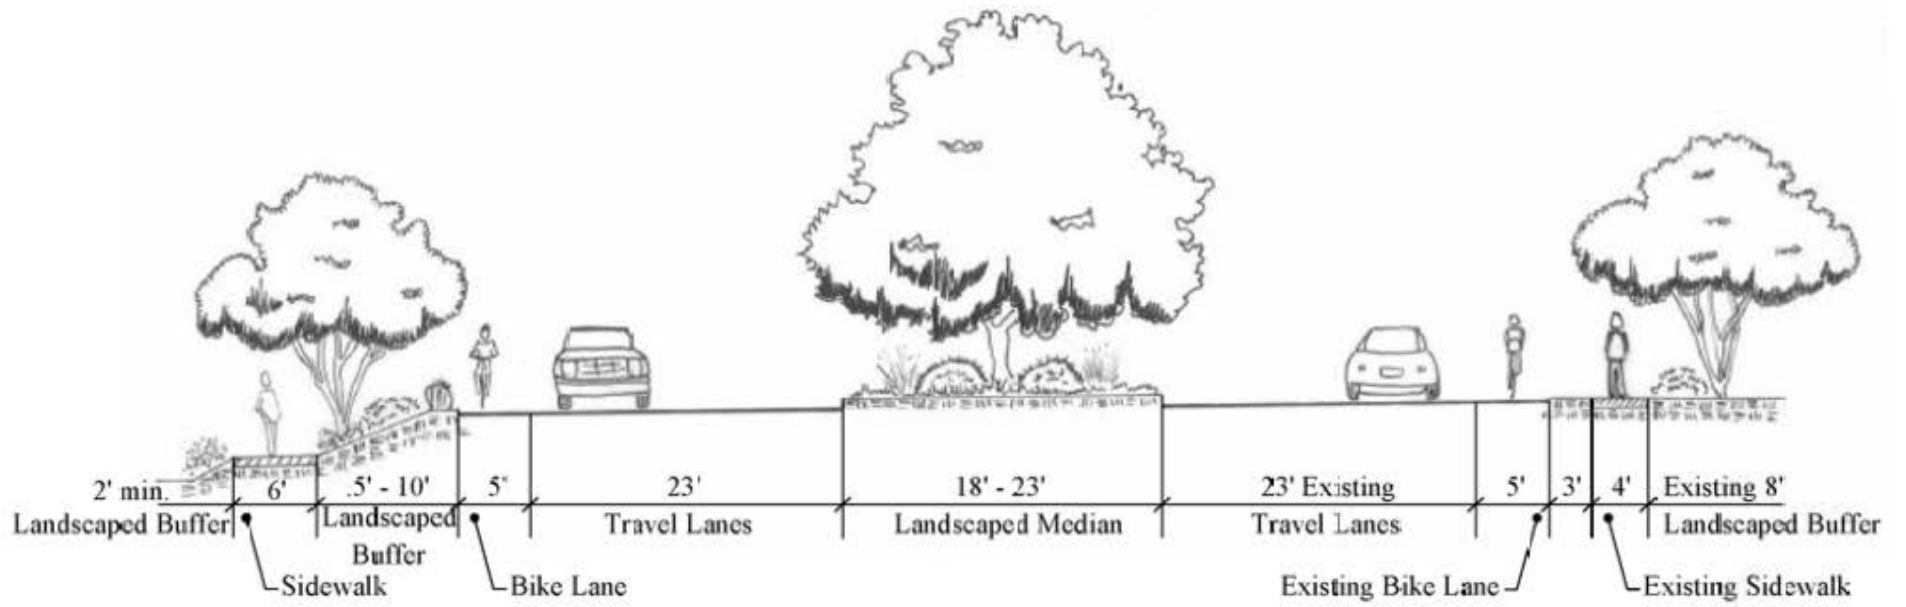 2' min.
6'
.5' - 10'
5'
23'
18' - 23'
23' Existing
5'
3'
4'
Existing 8'
Landscaped Buffer
Landscaped
Buffer
Travel Lanes
Landscaped Median
Travel Lanes
Landscaped Buffer
Sidewalk
Bike Lane
Existing Bike Lane
Existing Sidewalk